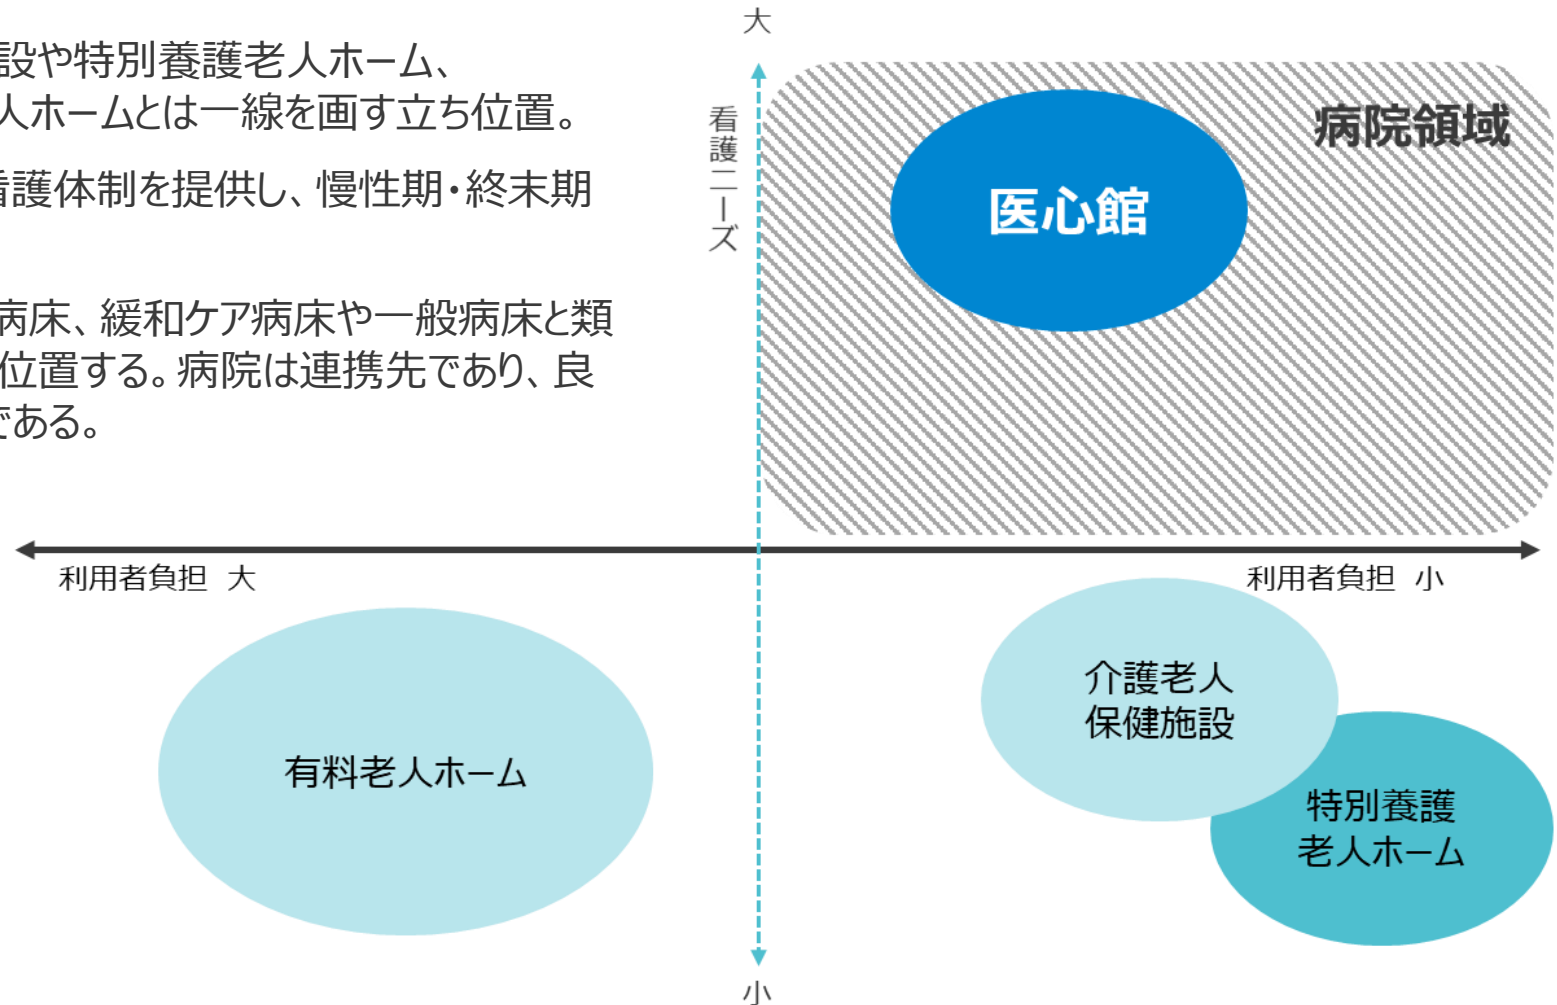 設や特別養護老人ホーム、
人ホームとは一線を画す立ち位置。
看護体制を提供し、慢性期・終末期
病床、緩和ケア病床や一般病床と類
位置する。病院は連携先であり、良
である。
大
看護ニーズ
病院領域
医心館
利用者負担 大
利用者負担 小
介護老人
保健施設
有料老人ホーム
特別養護
老人ホーム
小